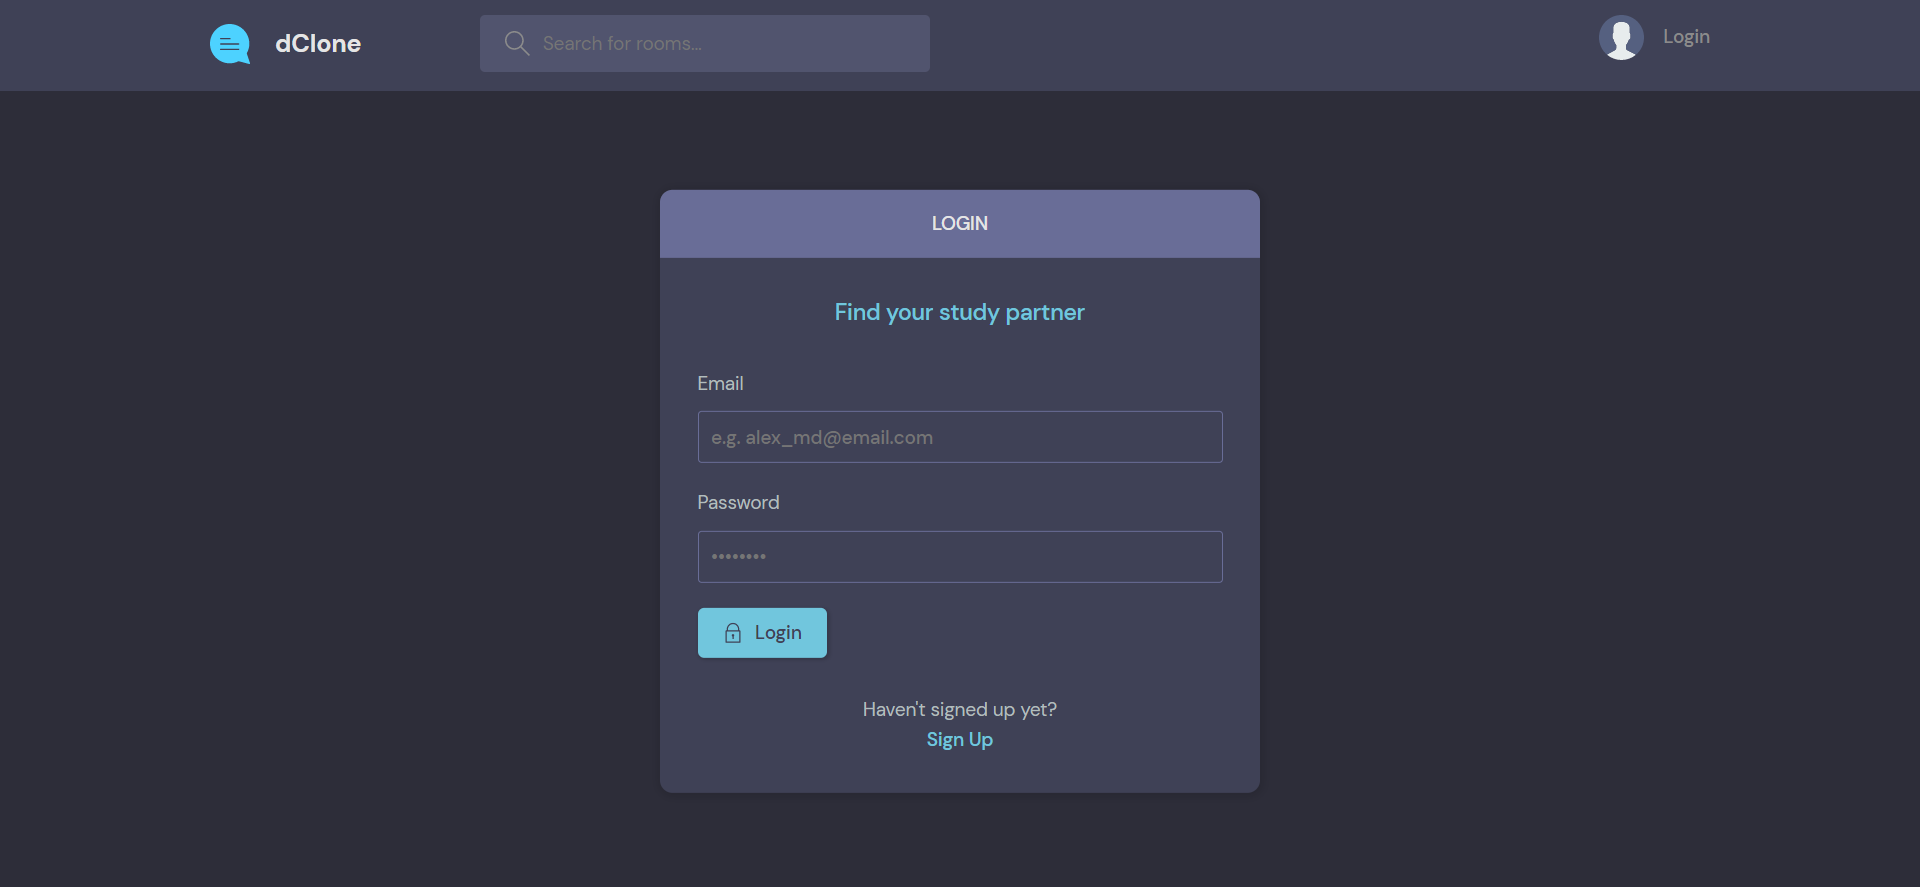 dClone
Search for rooms...
Login
LOGIN
Find your study partner
Email
e.g. alex_md@email.com
Password
••••••••
Login
Haven't signed up yet?
Sign Up